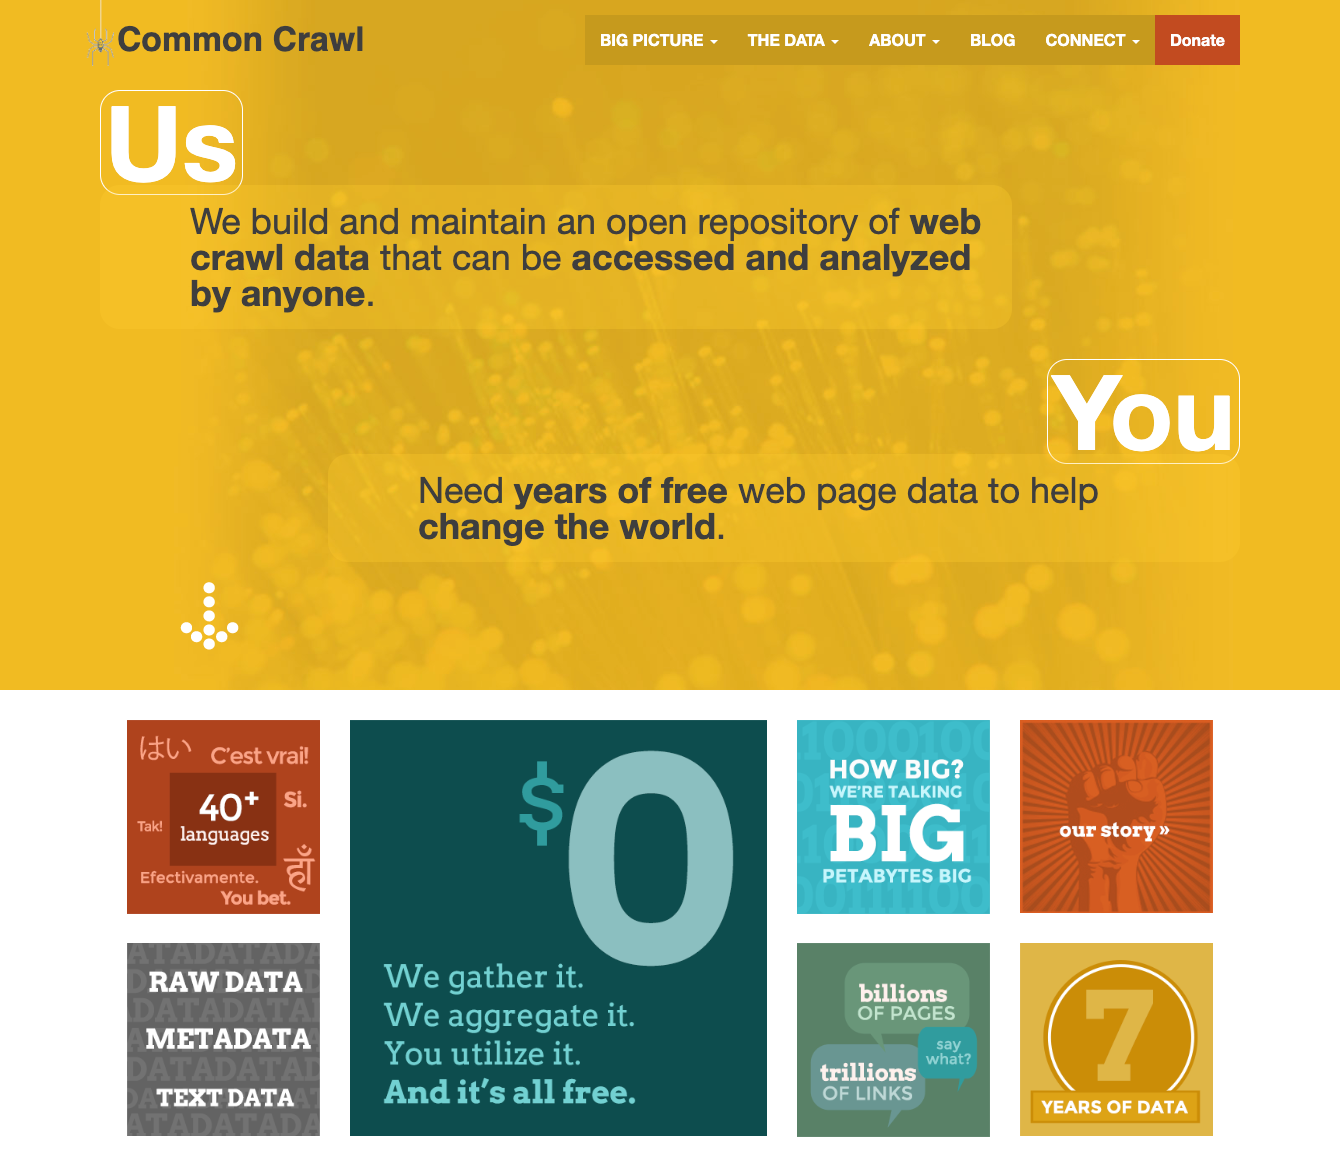 Common Crawl
BIG PICTURE THE DATA ABOUT BLOG CONNECT Donate
Us
We build and maintain an open repository of web
crawl data that can be accessed and analyzed
by anyone.
You
Need years of free web page data to help
change the world.
はい
C'est vrai!
40+
languages
Si.
Tak!
Efectivamente.
हाँ
You bet.
$0
We gather it.
We aggregate it.
You utilize it.
And it's all free.
1000100
HOW BIG?
WE'RE TALKING
BIG
PETABYTES BIG
our story »
RAW DATA
METADATA
TEXT DATA
billions
OF PAGES
say
what?
trillions
OF LINKS
7
YEARS OF DATA